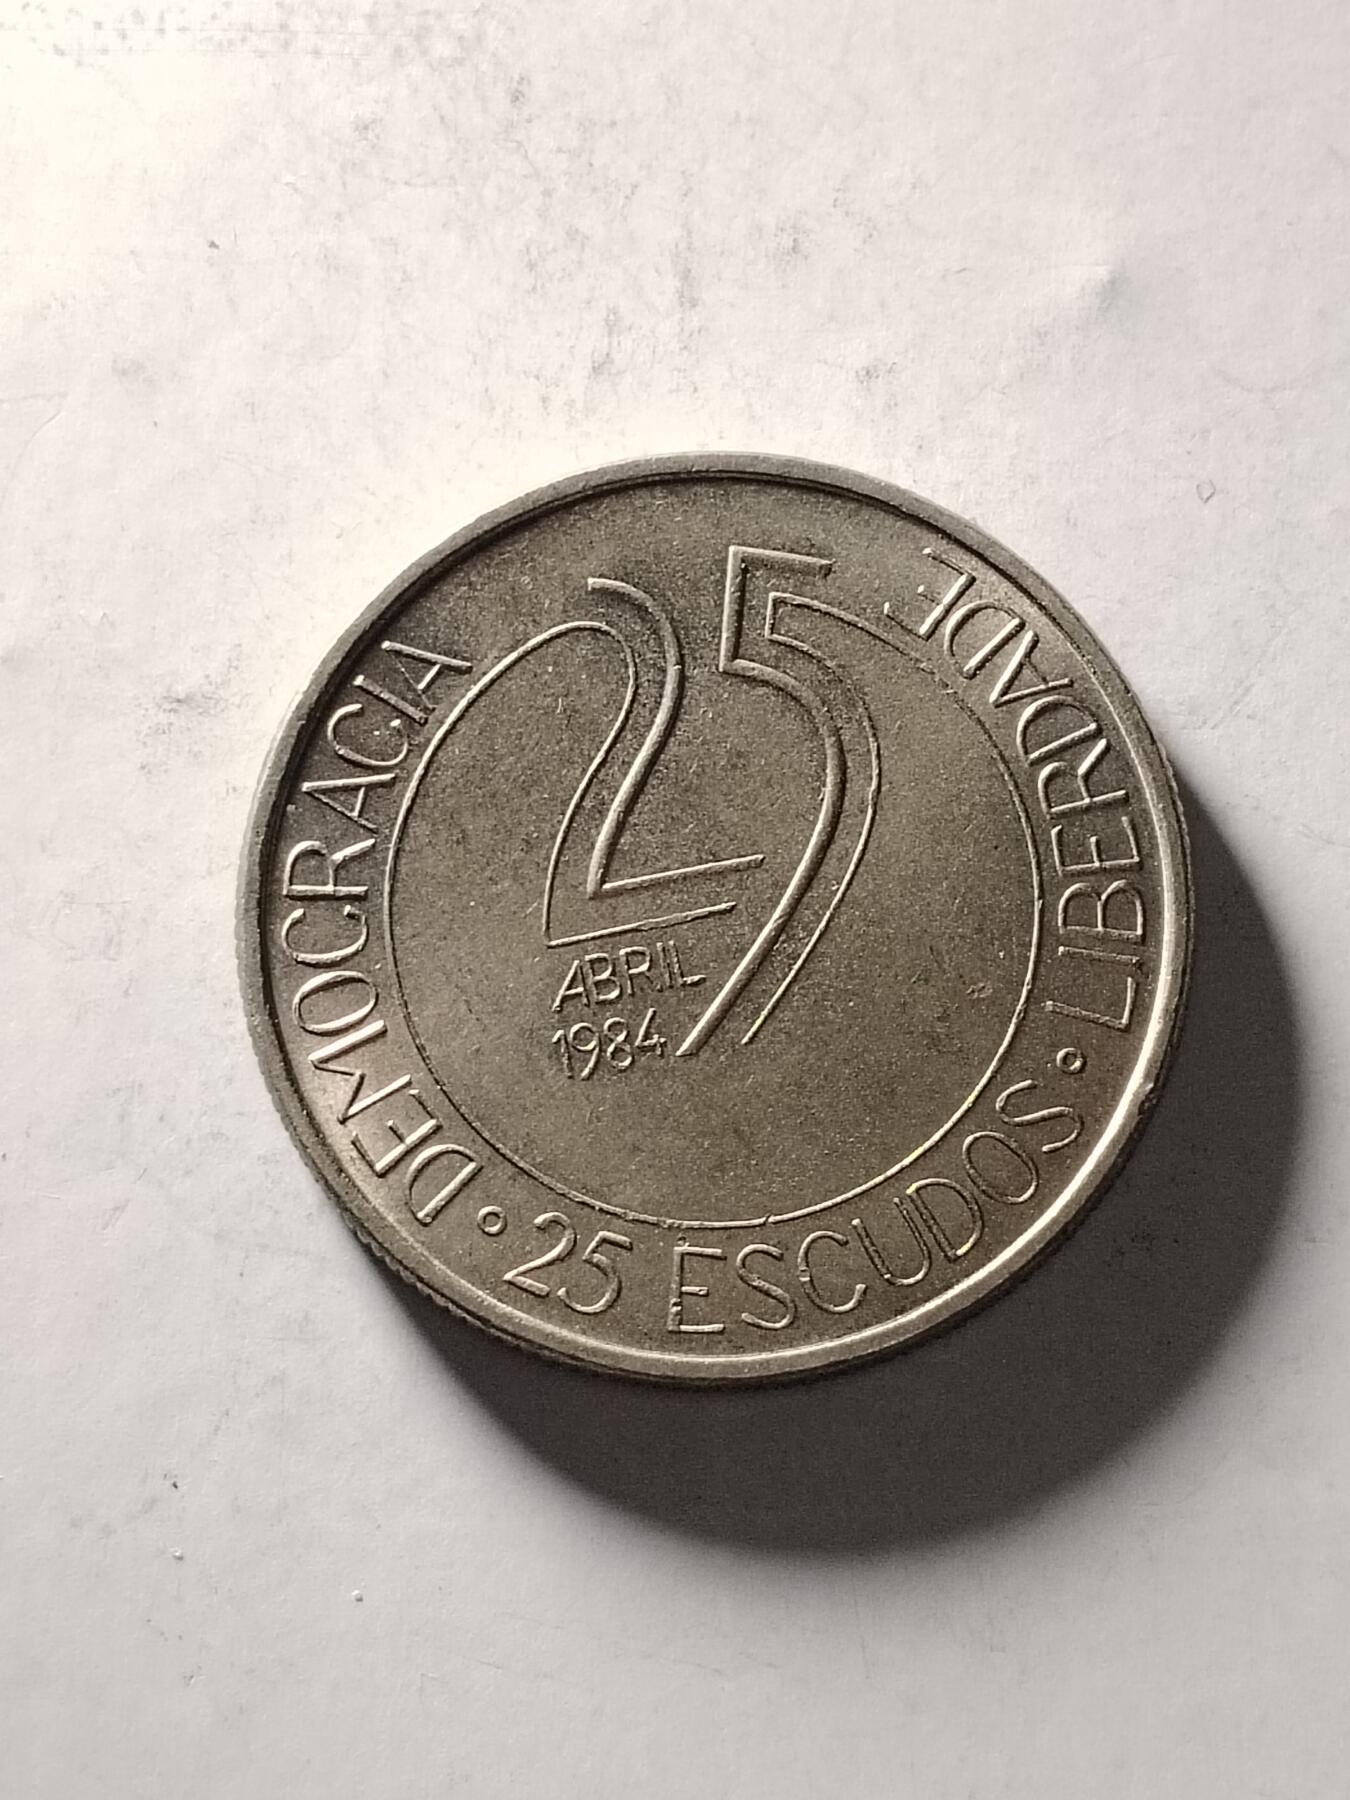 25
ABRIL
1984
DEMOCRACIA • 25 ESCUDOS • LIBERDADE